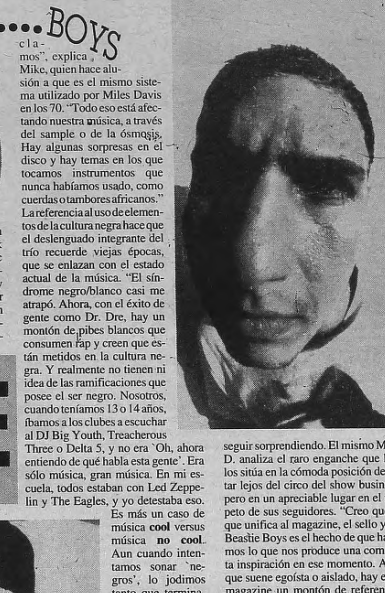 BOYS
cla-
mos", explica
Mike, quien hace alu-
sión a que es el mismo siste-
ma utilizado por Miles Davis
en los 70. "Todo eso está afec-
tando nuestra música, a través
del sample o de la ósmosis.
Hay algunas sorpresas en el
disco y hay temas en los que
tocamos instrumentos que
nunca habíamos usado, como
cuerdas o tambores africanos."
La referencia al uso de elemen-
tos de la cultura negra hace que
el deslenguado integrante del
trío recuerde viejas épocas,
que se enlazan con el estado
actual de la música. "El sín-
drome negro/blanco casi me
atrapó. Ahora, con el éxito de
gente como Dr. Dre, hay un
montón de pibes blancos que
consumen rap y creen que es-
tán metidos en la cultura ne-
gra. Y realmente no tienen ni
idea de las ramificaciones que
posee el ser negro. Nosotros,
cuando teníamos 13 o 14 años,
íbamos a los clubes a escuchar
al DJ Big Youth, Treacherous
Three o Delta 5, y no era `Oh, ahora
entiendo de qué habla esta gente'. Era
sólo música, gran música. En mi es-
cuela, todos estaban con Led Zeppe-
lin y The Eagles, y yo detestaba eso.
Es más un caso de
música cool versus
música no cool.
Aun cuando inten-
tamos sonar `ne-
gros', lo jodimos
tanto que termina-
seguir sorprendiendo. El mismo M
D. analiza el raro enganche que
los sitúa en la cómoda posición de
tar lejos del circo del show busin
pero en un apreciable lugar en el
peto de sus seguidores. "Creo qu
que unifica al magazine, el sello y
Beastie Boys es el hecho de que ha
mos lo que nos produce una com
ta inspiración en ese momento. A
que suene egoísta o aislado, hay e
magazine un montón de referen